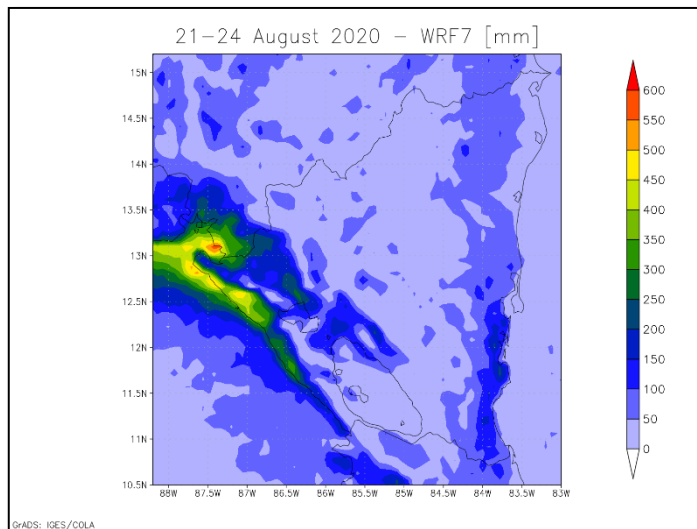 21-24 August 2020 - WRF7 [mm]
15N
14.5N
14N
13.5N
13N
12.5N
12N
11.5N
11N
10.5N
88W 87.5W 87W 86.5W 86W 85.5W 85W 84.5W 84W 83.5W 83W
600
550
500
450
400
350
300
250
200
150
100
50
0
GrADS: IGES/COLA